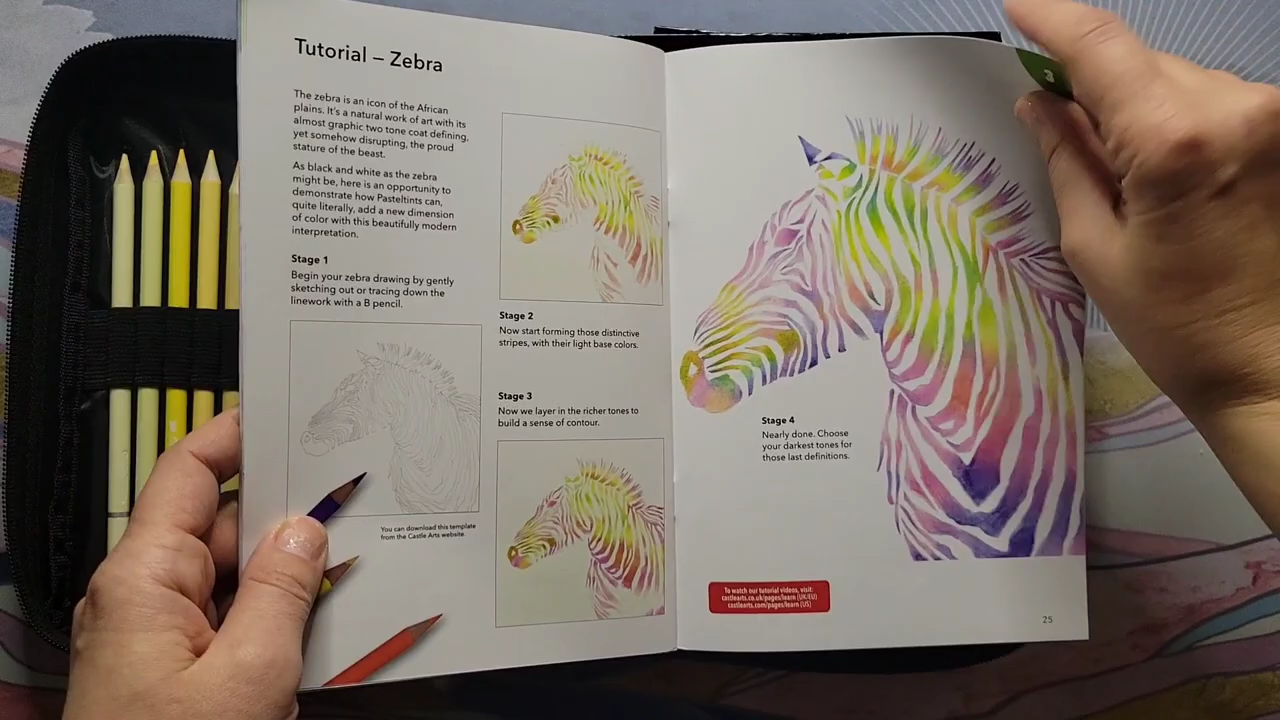 Tutorial – Zebra
The zebra is an icon of the African
plains. It's a natural work of art with its
almost graphic two tone coat defining,
yet somehow disrupting, the proud
stature of the beast.
As black and white as the zebra
might be, here is an opportunity to
demonstrate how Pasteltints can,
quite literally, add a new dimension
of color with this beautifully modern
interpretation.
Stage 1
Begin your zebra drawing by gently
sketching out or tracing down the
linework with a B pencil.
You can download this template
from the Castle Arts website.
Stage 2
Now start forming those distinctive
stripes, with their light base colors.
Stage 3
Now we layer in the richer tones to
build a sense of contour.
3
Stage 4
Nearly done. Choose
your darkest tones for
those last definitions.
To watch our tutorial videos, visit:
castlearts.co.uk/pages/learn (UK/EU)
castlearts.com/pages/learn (US)
25